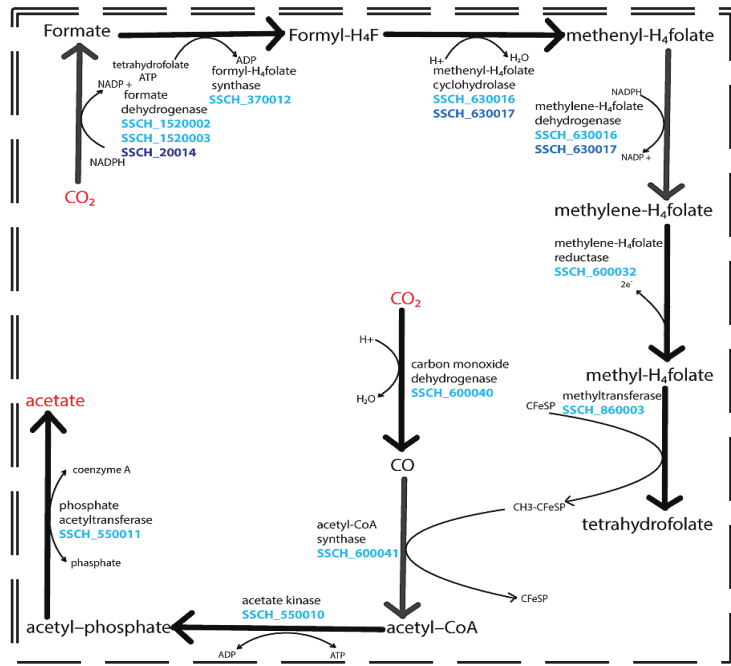 Formate
Formyl-H4F
methenyl-H4folate
tetrahydrofolate
ATP
ADP
formyl-H4folate
synthase
SSCH_370012
H+
H2O
methenyl-H4folate
cyclohydrolase
SSCH_630016
SSCH_630017
NADP +
formate
dehydrogenase
SSCH_1520002
SSCH_1520003
SSCH_20014
NADPH
CO2
NADPH
methylene-H4folate
dehydrogenase
SSCH_630016
SSCH_630017
NADP +
methylene-H4folate
methylene-H4folate
reductase
SSCH_600032
2e-
CO2
H+
carbon monoxide
dehydrogenase
SSCH_600040
H2O
methyl-H4folate
methyltransferase
SSCH_860003
CFeSP
acetate
CO
CH3-CFeSP
tetrahydrofolate
coenzyme A
phosphate
acetyltransferase
SSCH_550011
phasphate
acetyl-CoA
synthase
SSCH_600041
CFeSP
acetate kinase
SSCH_550010
acetyl–phosphate
acetyl–CoA
ADP
ATP